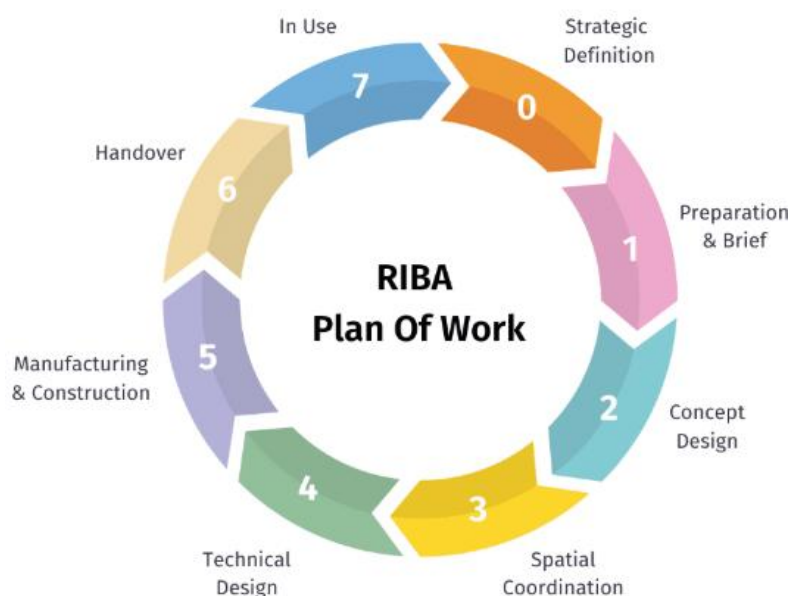 RIBA
Plan Of Work
0
Strategic
Definition
1
Preparation
& Brief
2
Concept
Design
3
Spatial
Coordination
4
Technical
Design
5
Manufacturing
& Construction
6
Handover
7
In Use